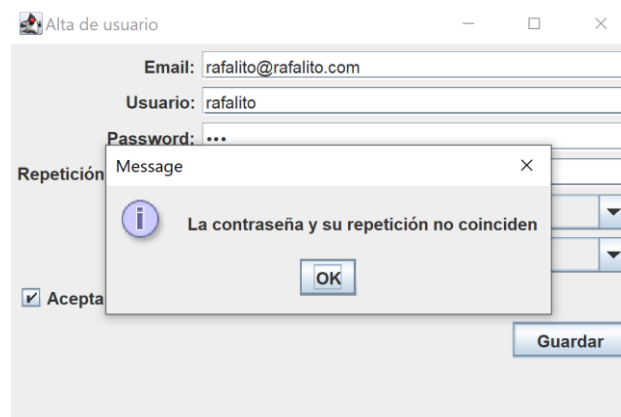 Alta de usuario
Email: rafalito@rafalito.com
Usuario: rafalito
Password: •••
Repetición
Message
La contraseña y su repetición no coinciden
OK
Acepta
Guardar